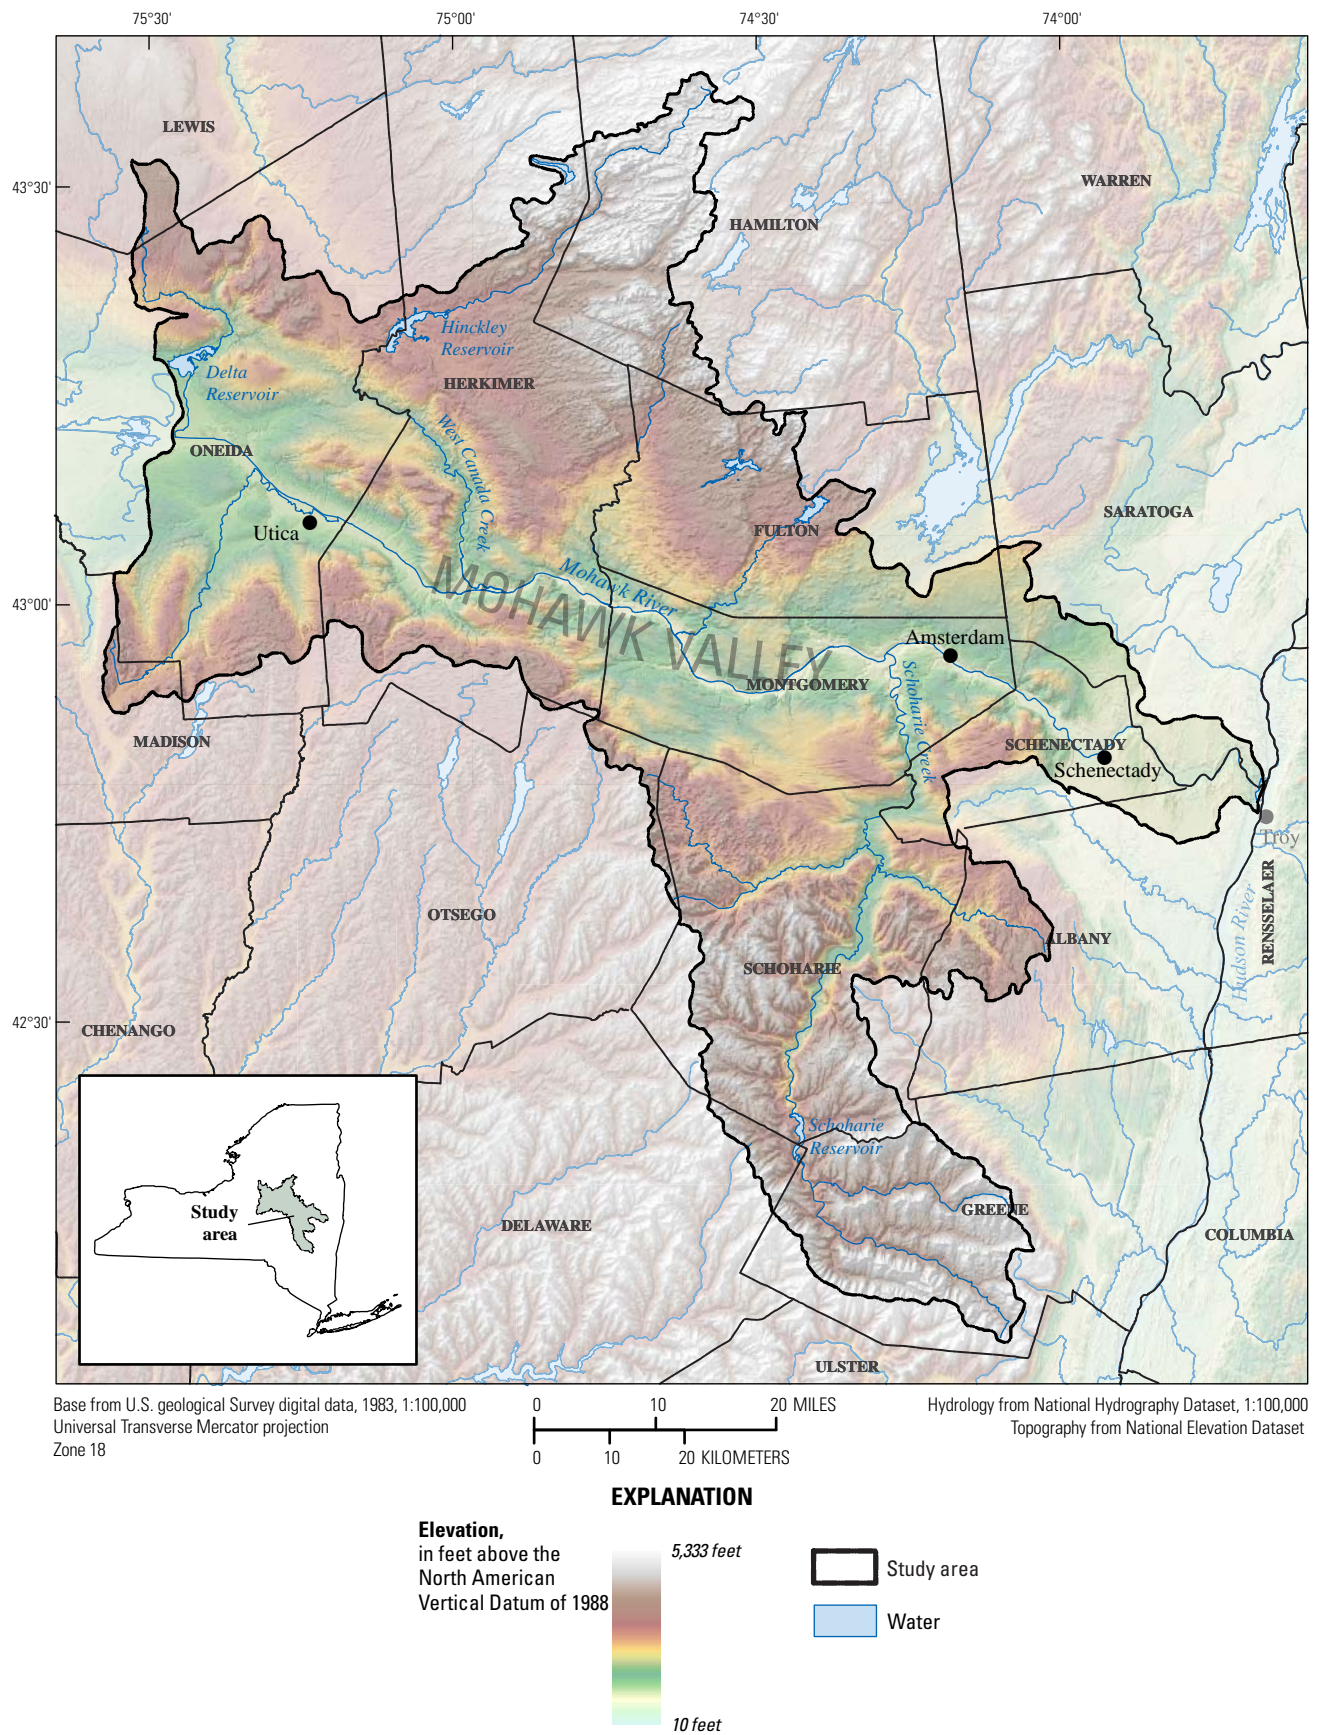 75°30'
75°00'
74°30'
74°00'
LEWIS
43°30'
WARREN
HAMILTON
Hinckley
Reservoir
Delta
Reservoir
HERKIMER
West Canada Creek
ONEIDA
SARATOGA
Utica
FULTON
MOHAWK VALLEY
Mohawk River
43°00'
Amsterdam
MONTGOMERY
Schoharie Creek
MADISON
SCHENECTADY
Schenectady
Troy
RENSSELAER
OTSEGO
ALBANY
Hudson River
SCHOHARIE
42°30'
CHENANGO
Schoharie
Reservoir
Study
area
GREENE
DELAWARE
COLUMBIA
ULSTER
Base from U.S. geological Survey digital data, 1983, 1:100,000
Universal Transverse Mercator projection
Zone 18
0 10 20 MILES
0 10 20 KILOMETERS
Hydrology from National Hydrography Dataset, 1:100,000
Topography from National Elevation Dataset
EXPLANATION
Elevation,
in feet above the
North American
Vertical Datum of 1988
5,333 feet
10 feet
Study area
Water